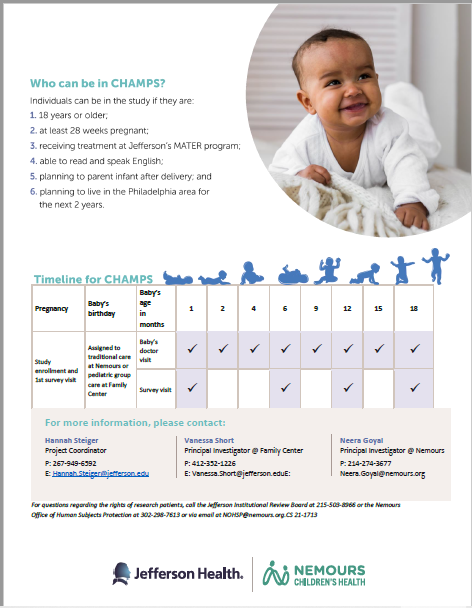 Who can be in CHAMPS?
Individuals can be in the study if they are:
1. 18 years or older;
2. at least 28 weeks pregnant;
3. receiving treatment at Jefferson's MATER program;
4. able to read and speak English;
5. planning to parent infant after delivery; and
6. planning to live in the Philadelphia area for
the next 2 years.
Timeline for CHAMPS
Pregnancy
Baby's
birthday
Baby's
age
in
months
1 2 4 6 9 12 15 18
Study
enrollment and
1st survey visit
Assigned to
traditional care
at Nemours or
pediatric group
care at Family
Center
Baby's
doctor
visit
✓ ✓ ✓ ✓ ✓ ✓ ✓ ✓
Survey visit
✓ ✓ ✓ ✓
For more information, please contact:
Hannah Steiger
Project Coordinator
P: 267-949-6592
E: Hannah.Steiger@jefferson.edu
Vanessa Short
Principal Investigator @ Family Center
P: 412-352-1226
E: Vanessa.Short@jefferson.eduE:
Neera Goyal
Principal Investigator @ Nemours
P: 214-274-3677
Neera.Goyal@nemours.org
For questions regarding the rights of research patients, call the Jefferson Institutional Review Board at 215-503-8966 or the Nemours
Office of Human Subjects Protection at 302-298-7613 or via email at NOHSP@nemours.org.CS 21-1713
Jefferson Health.
NEMOURS
CHILDREN'S HEALTH